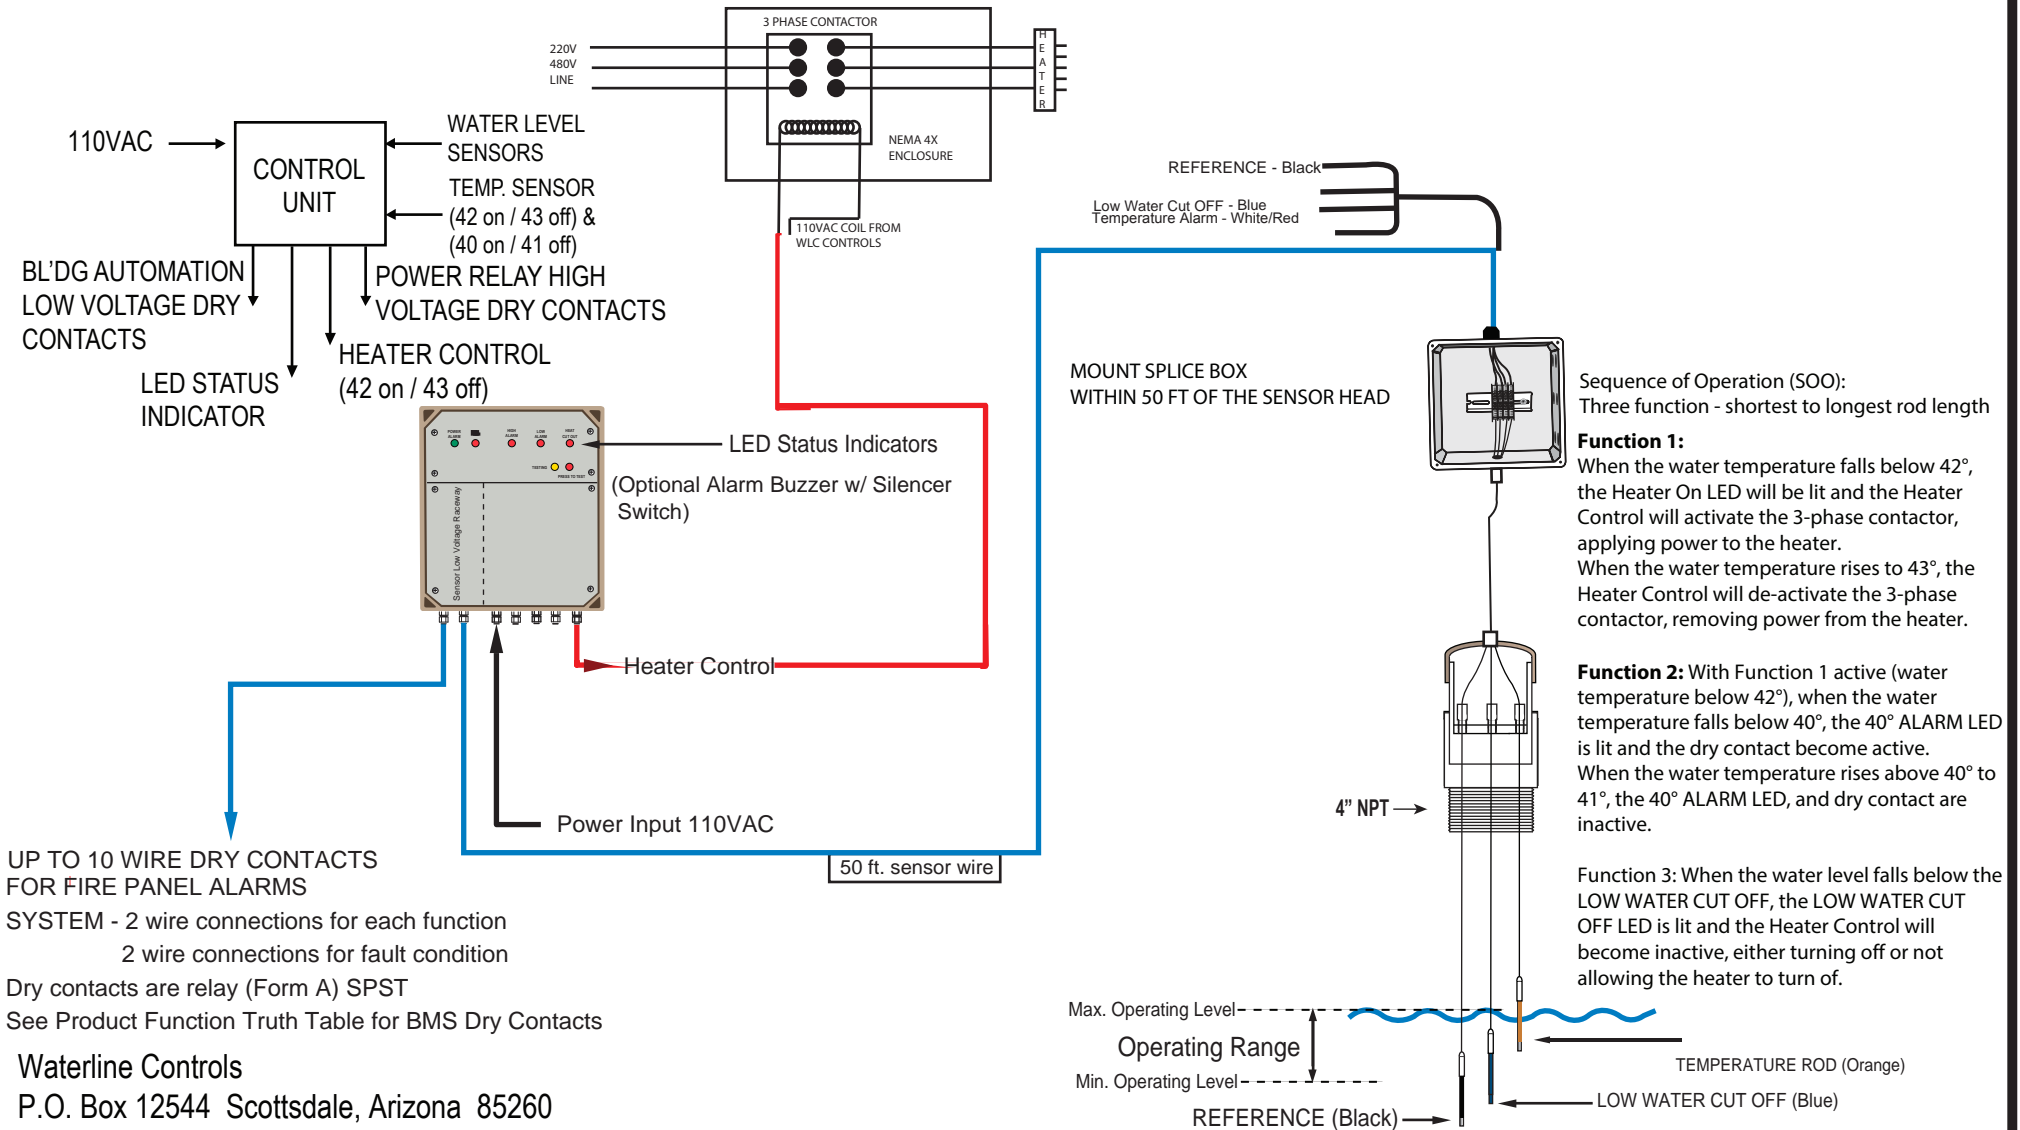 3 PHASE CONTACTOR
220V
480V
LINE
H
E
A
T
E
R
NEMA 4X
ENCLOSURE
110VAC COIL FROM
WLC CONTROLS
110VAC
CONTROL
UNIT
WATER LEVEL
SENSORS
TEMP. SENSOR
(42 on / 43 off) &
(40 on / 41 off)
BL'DG AUTOMATION
LOW VOLTAGE DRY
CONTACTS
POWER RELAY HIGH
VOLTAGE DRY CONTACTS
LED STATUS
INDICATOR
HEATER CONTROL
(42 on / 43 off)
REFERENCE - Black
Low Water Cut OFF - Blue
Temperature Alarm - White/Red
MOUNT SPLICE BOX
WITHIN 50 FT OF THE SENSOR HEAD
POWER
ALARM
HIGH
ALARM
LOW
ALARM
HEAT
CUT OUT
TESTING
PRESS TO TEST
Sensor Low Voltage Raceway
LED Status Indicators
(Optional Alarm Buzzer w/ Silencer
Switch)
Heater Control
Power Input 110VAC
50 ft. sensor wire
UP TO 10 WIRE DRY CONTACTS
FOR FIRE PANEL ALARMS
SYSTEM - 2 wire connections for each function
2 wire connections for fault condition
Dry contacts are relay (Form A) SPST
See Product Function Truth Table for BMS Dry Contacts
Waterline Controls
P.O. Box 12544 Scottsdale, Arizona 85260
Sequence of Operation (SOO):
Three function - shortest to longest rod length
Function 1:
When the water temperature falls below 42°,
the Heater On LED will be lit and the Heater
Control will activate the 3-phase contactor,
applying power to the heater.
When the water temperature rises to 43°, the
Heater Control will de-activate the 3-phase
contactor, removing power from the heater.
Function 2: With Function 1 active (water
temperature below 42°), when the water
temperature falls below 40°, the 40° ALARM LED
is lit and the dry contact become active.
When the water temperature rises above 40° to
41°, the 40° ALARM LED, and dry contact are
inactive.
Function 3: When the water level falls below the
LOW WATER CUT OFF, the LOW WATER CUT
OFF LED is lit and the Heater Control will
become inactive, either turning off or not
allowing the heater to turn of.
4” NPT
Max. Operating Level
Operating Range
Min. Operating Level
REFERENCE (Black)
TEMPERATURE ROD (Orange)
LOW WATER CUT OFF (Blue)